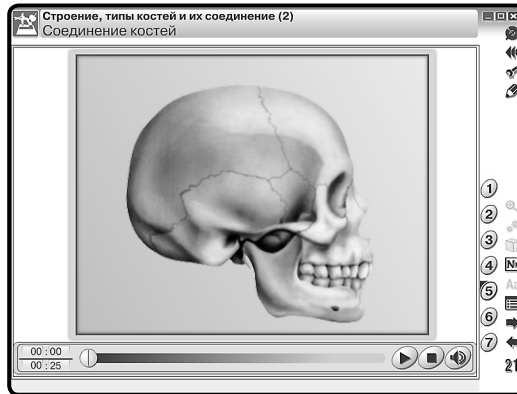 Строение, типы костей и их соединение (2)
Соединение костей
1
2
3
4
5
6
7
00 : 00
00 : 25
21